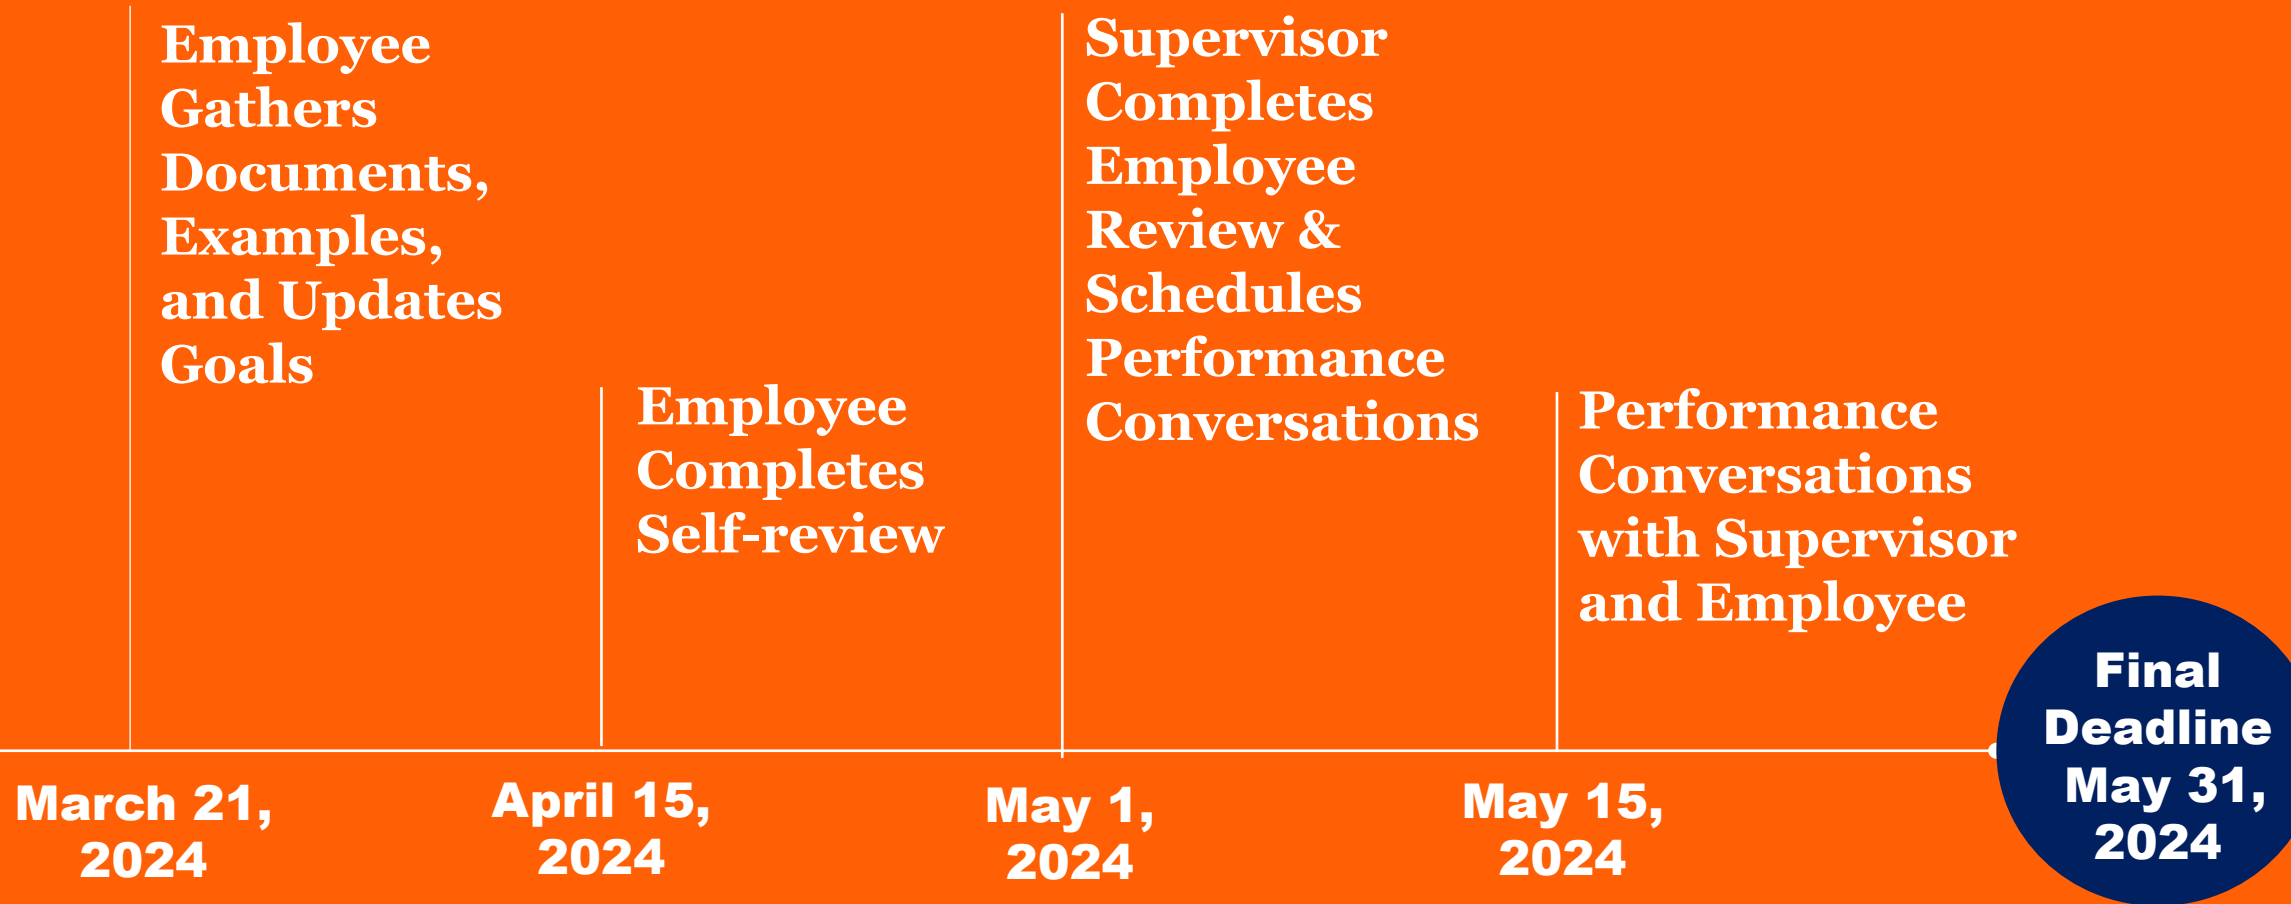 Employee
Gathers
Documents,
Examples,
and Updates
Goals
Employee
Completes
Self-review
Supervisor
Completes
Employee
Review &
Schedules
Performance
Conversations
Performance
Conversations
with Supervisor
and Employee
March 21,
2024
April 15,
2024
May 1,
2024
May 15,
2024
Final
Deadline
May 31,
2024